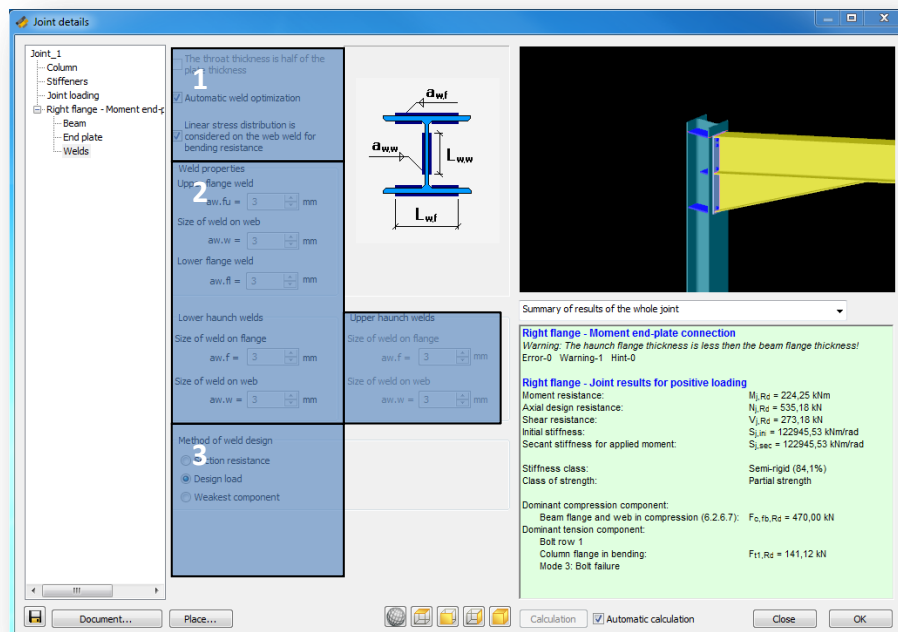 Joint details
Joint_1
Column
Stiffeners
Joint loading
Right flange - Moment end-p
Beam
End plate
Welds
1
The throat thickness is half of the
plate thickness
Automatic weld optimization
Linear stress distribution is
considered on the web weld for
bending resistance
2
Weld properties
Upper flange weld
aw.fu = 3 mm
Size of weld on web
aw.w = 3 mm
Lower flange weld
aw.fl = 3 mm
Lower haunch welds
Size of weld on flange
aw.f = 3 mm
Size of weld on web
aw.w = 3 mm
Upper haunch welds
Size of weld on flange
aw.f = 3 mm
Size of weld on web
aw.w = 3 mm
3
Method of weld design
Design load
Weakest component
aw,f
aw,w
Lw,w
Lw,f
Summary of results of the whole joint
Right flange - Moment end-plate connection
Warning: The haunch flange thickness is less then the beam flange thickness!
Error-0 Warning-1 Hint-0
Right flange - Joint results for positive loading
Moment resistance: Mj,Rd = 224,25 kNm
Axial design resistance: Nj,Rd = 535,18 kN
Shear resistance: Vj,Rd = 273,18 kN
Initial stiffness: Sj,ini = 122945,53 kNm/rad
Secant stiffness for applied moment: Sj,sec = 122945,53 kNm/rad
Stiffness class: Semi-rigid (84,1%)
Class of strength: Partial strength
Dominant compression component:
Beam flange and web in compression (6.2.6.7): Fc,fb,Rd = 470,00 kN
Dominant tension component:
Bolt row 1
Column flange in bending: Ft1,Rd = 141,12 kN
Mode 3: Bolt failure
Document...
Place...
Calculation
Automatic calculation
Close
OK